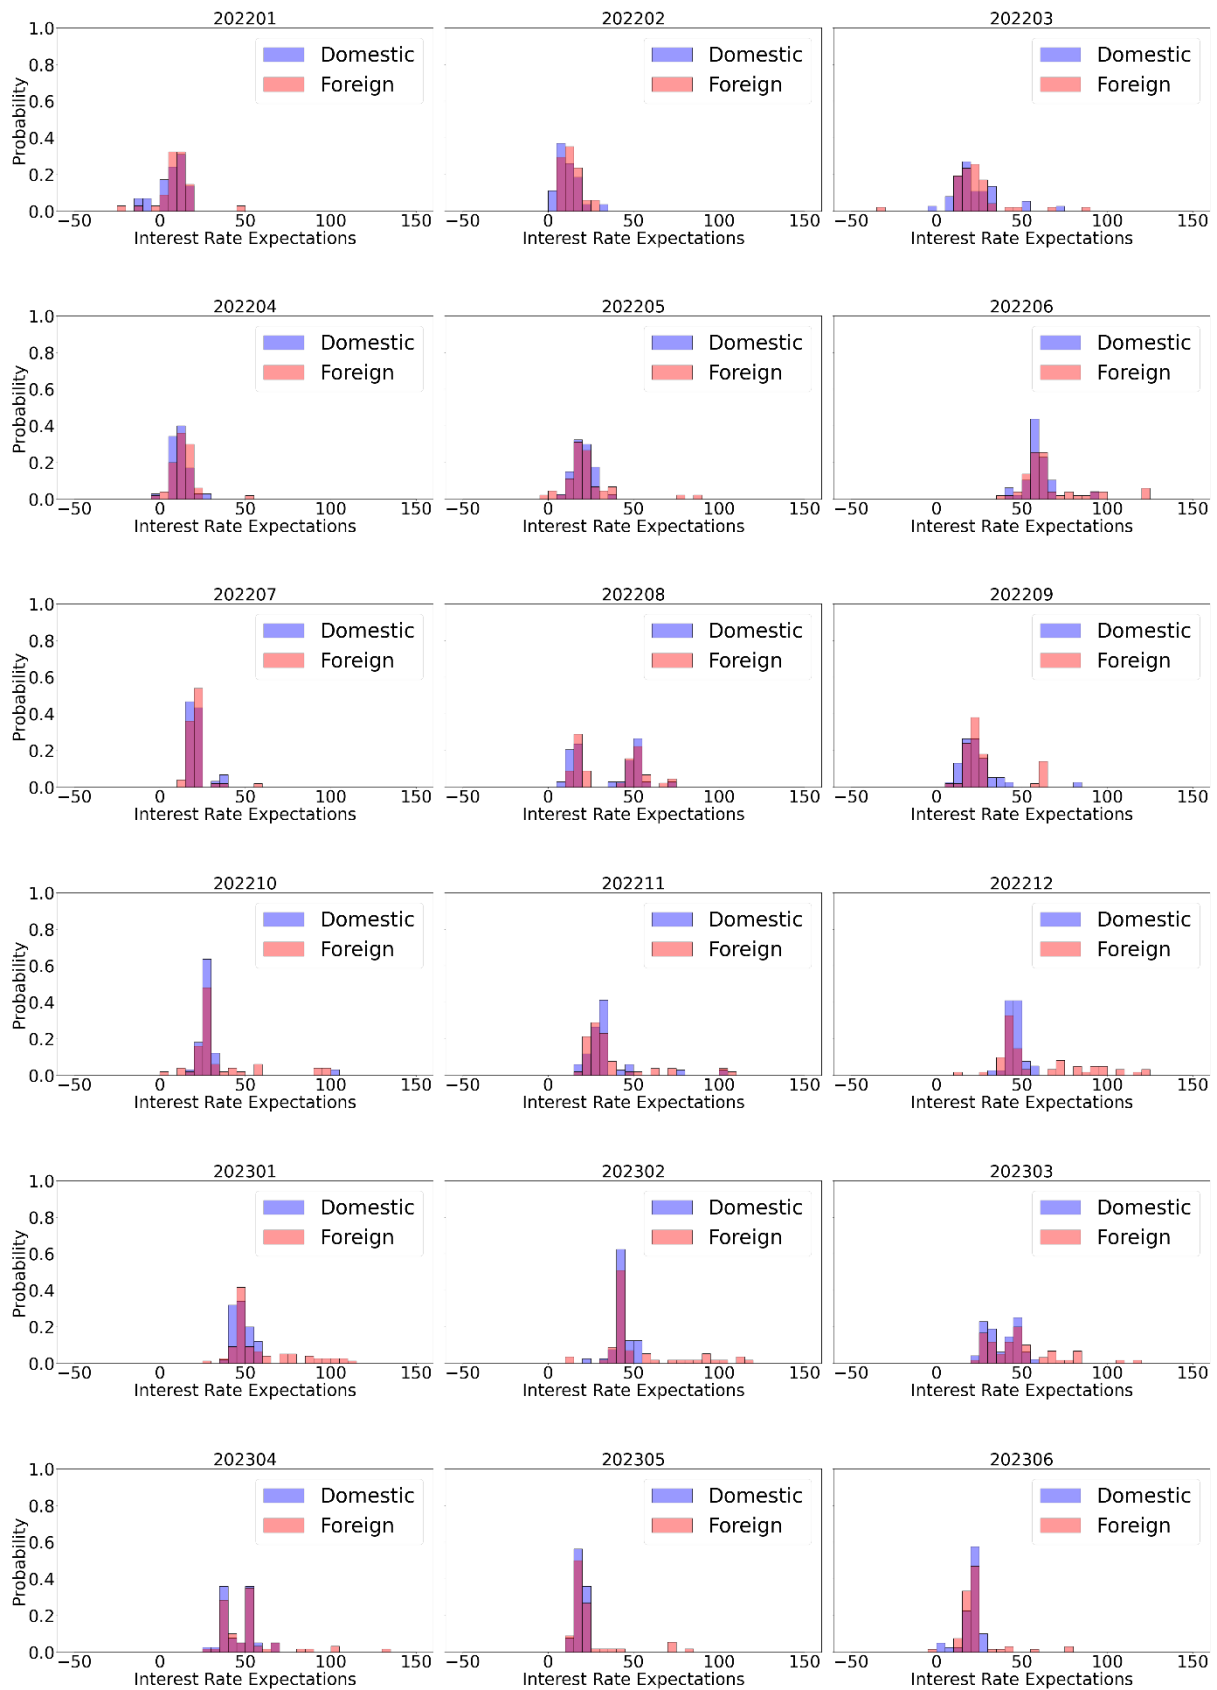 202201 202202 202203
1.0 Domestic Domestic Domestic
0.8 Foreign Foreign Foreign
0.6
0.4
0.2
0.0
Probability
−50 0 50 100 150 −50 0 50 100 150 −50 0 50 100 150
Interest Rate Expectations Interest Rate Expectations Interest Rate Expectations
202204 202205 202206
1.0 Domestic Domestic Domestic
0.8 Foreign Foreign Foreign
0.6
0.4
0.2
0.0
Probability
−50 0 50 100 150 −50 0 50 100 150 −50 0 50 100 150
Interest Rate Expectations Interest Rate Expectations Interest Rate Expectations
202207 202208 202209
1.0 Domestic Domestic Domestic
0.8 Foreign Foreign Foreign
0.6
0.4
0.2
0.0
Probability
−50 0 50 100 150 −50 0 50 100 150 −50 0 50 100 150
Interest Rate Expectations Interest Rate Expectations Interest Rate Expectations
202210 202211 202212
1.0 Domestic Domestic Domestic
0.8 Foreign Foreign Foreign
0.6
0.4
0.2
0.0
Probability
−50 0 50 100 150 −50 0 50 100 150 −50 0 50 100 150
Interest Rate Expectations Interest Rate Expectations Interest Rate Expectations
202301 202302 202303
1.0 Domestic Domestic Domestic
0.8 Foreign Foreign Foreign
0.6
0.4
0.2
0.0
Probability
−50 0 50 100 150 −50 0 50 100 150 −50 0 50 100 150
Interest Rate Expectations Interest Rate Expectations Interest Rate Expectations
202304 202305 202306
1.0 Domestic Domestic Domestic
0.8 Foreign Foreign Foreign
0.6
0.4
0.2
0.0
Probability
−50 0 50 100 150 −50 0 50 100 150 −50 0 50 100 150
Interest Rate Expectations Interest Rate Expectations Interest Rate Expectations